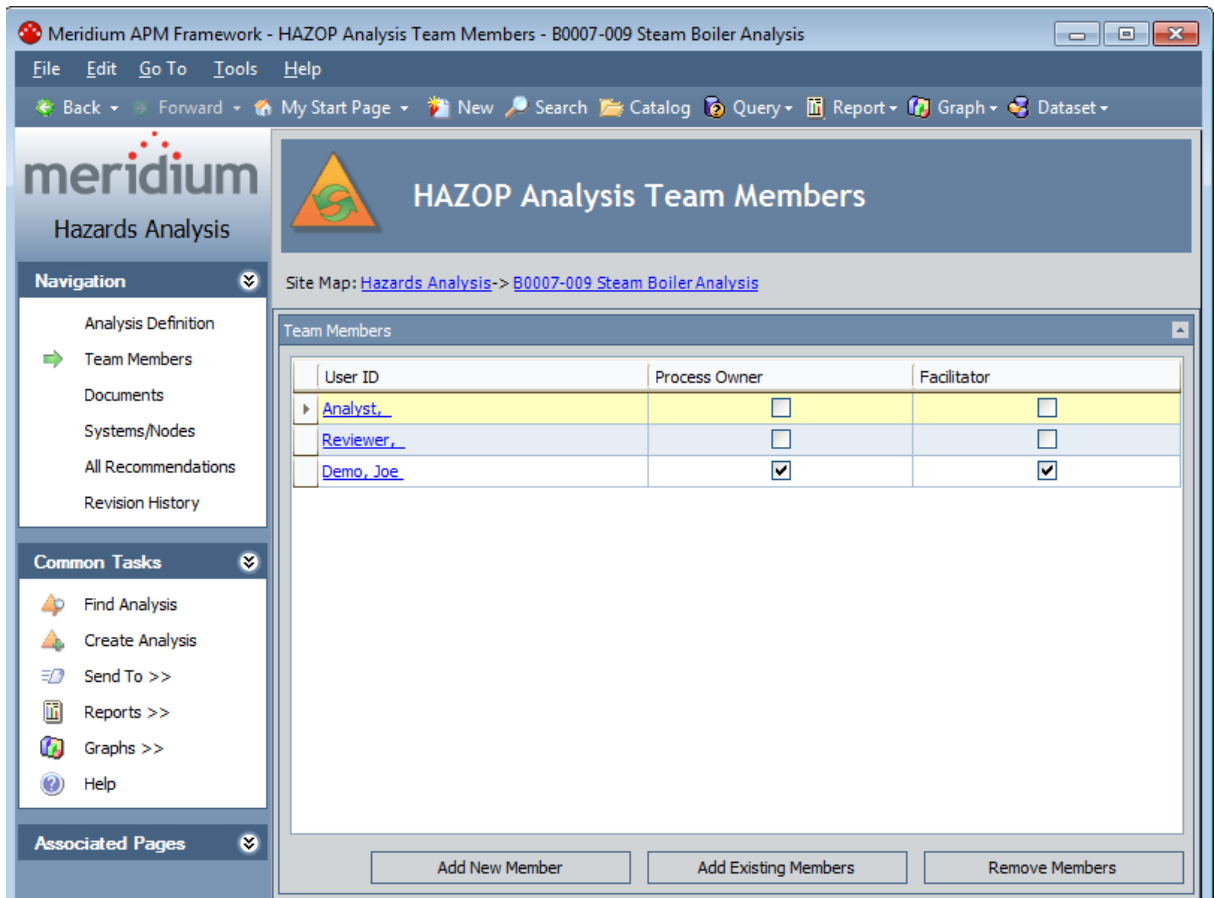 Meridium APM Framework - HAZOP Analysis Team Members - B0007-009 Steam Boiler Analysis
File Edit Go To Tools Help
Back Forward My Start Page New Search Catalog Query Report Graph Dataset
meridium
Hazards Analysis
HAZOP Analysis Team Members
Site Map: Hazards Analysis-> B0007-009 Steam Boiler Analysis
Navigation
Analysis Definition
Team Members
Documents
Systems/Nodes
All Recommendations
Revision History
Common Tasks
Find Analysis
Create Analysis
Send To >>
Reports >>
Graphs >>
Help
Associated Pages
Team Members
User ID Process Owner Facilitator
Analyst, _
Reviewer, _
Demo, Joe
Add New Member Add Existing Members Remove Members